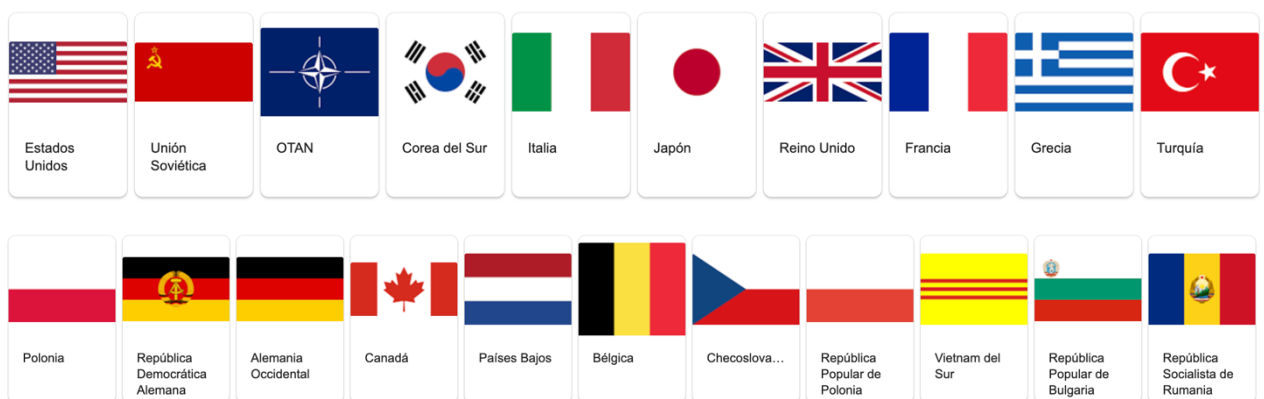 Estados
Unidos
Unión
Soviética
OTAN
Corea del Sur
Italia
Japón
Reino Unido
Francia
Grecia
Turquía
Polonia
República
Democrática
Alemana
Alemania
Occidental
Canadá
Países Bajos
Bélgica
Checoslova…
República
Popular de
Polonia
Vietnam del
Sur
República
Popular de
Bulgaria
República
Socialista de
Rumania